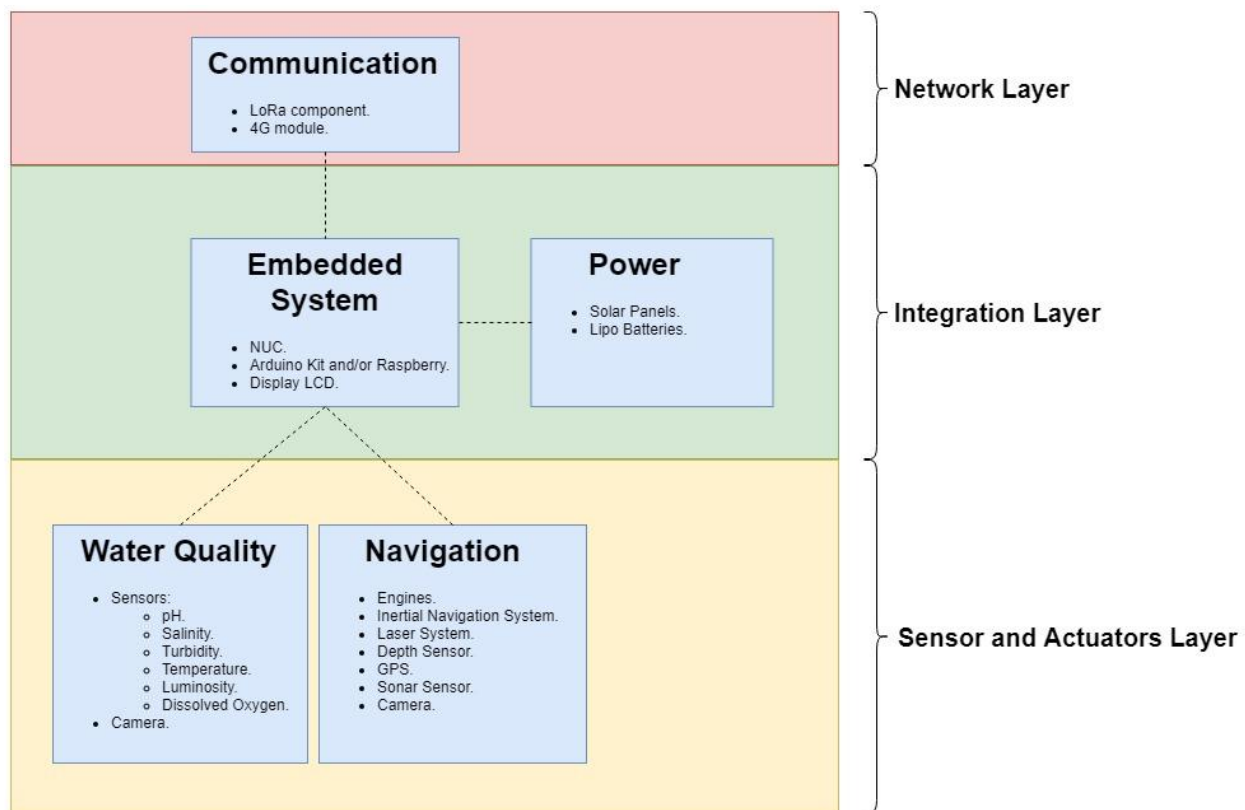 Communication
LoRa component.
4G module.
Network Layer
Embedded
System
NUC.
Arduino Kit and/or Raspberry.
Display LCD.
Power
Solar Panels.
Lipo Batteries.
Integration Layer
Water Quality
Sensors:
pH.
Salinity.
Turbidity.
Temperature.
Luminosity.
Dissolved Oxygen.
Camera.
Navigation
Engines.
Inertial Navigation System.
Laser System.
Depth Sensor.
GPS.
Sonar Sensor.
Camera.
Sensor and Actuators Layer